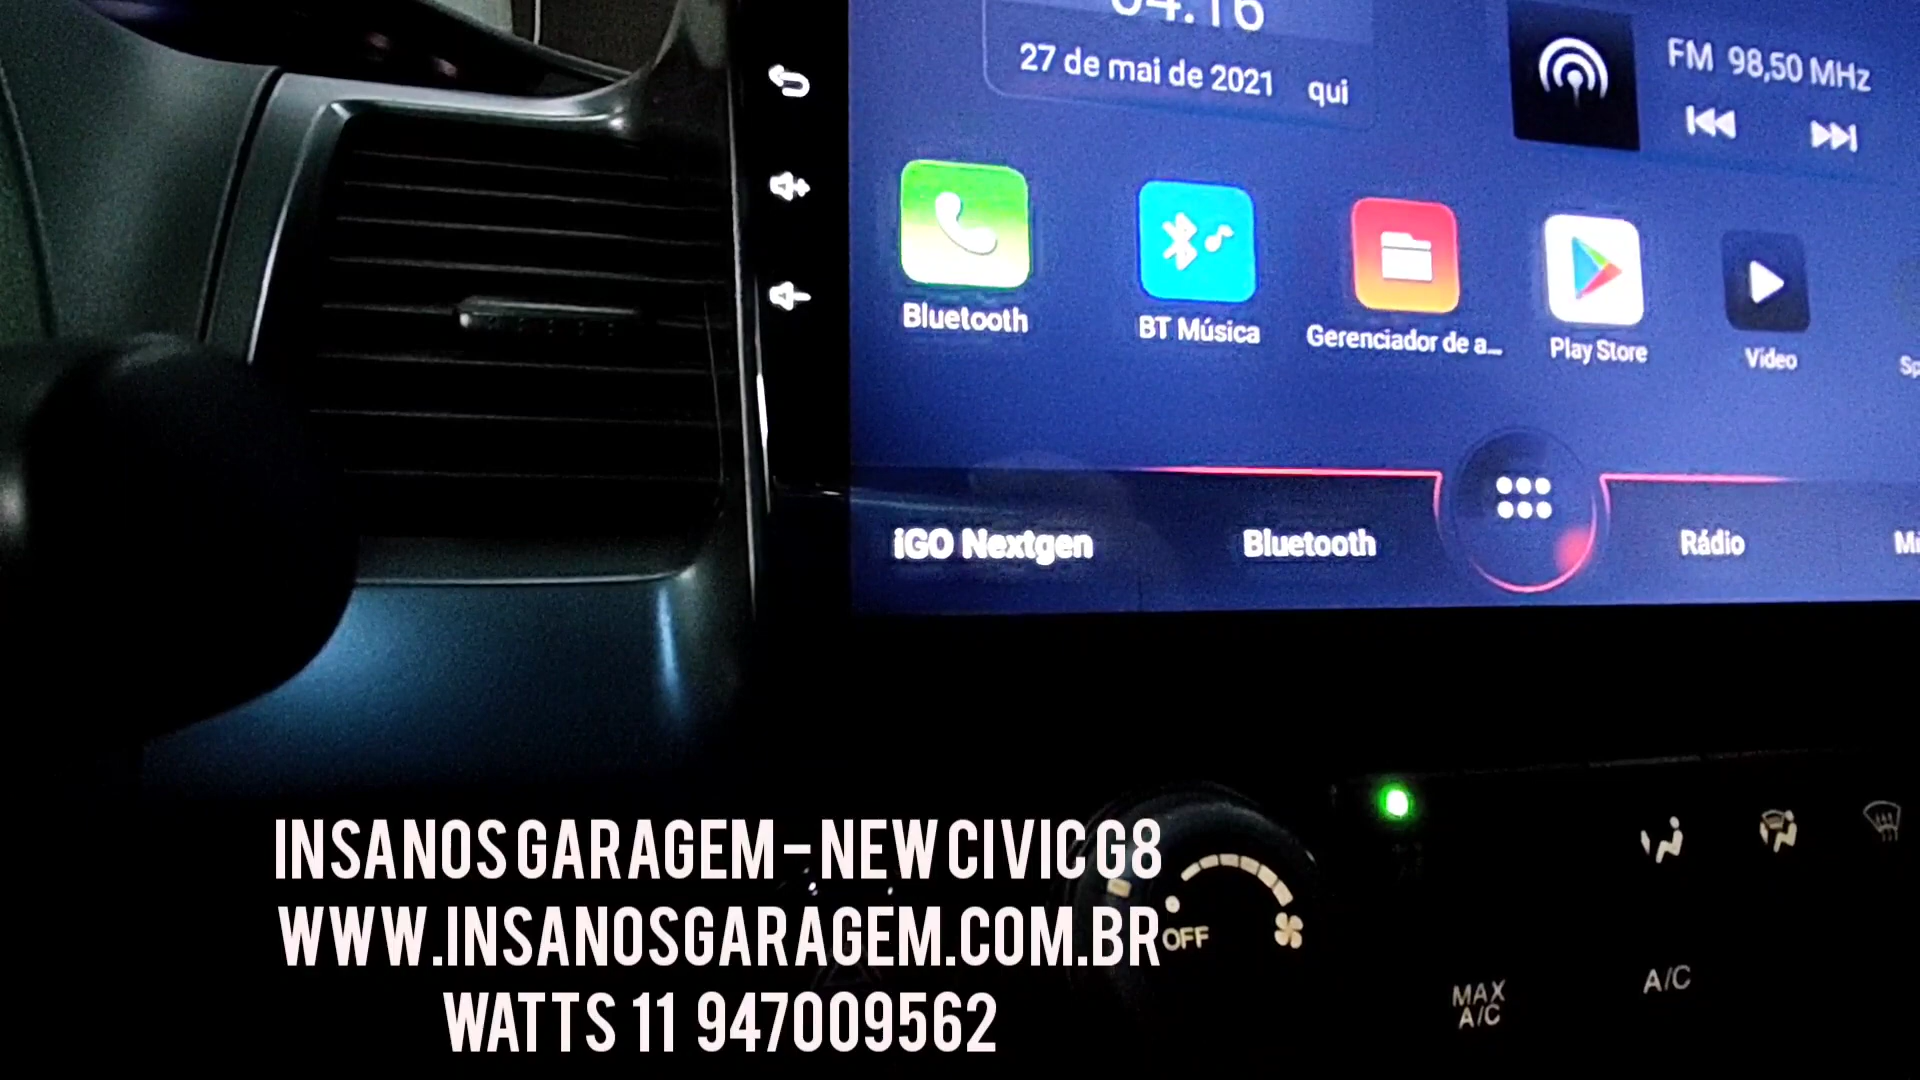 04:16
27 de mai de 2021 qui
FM 98,50 MHz
Bluetooth
BT Música
Gerenciador de a...
Play Store
Vídeo
Sp
iGO Nextgen
Bluetooth
Rádio
INSANOS GARAGEM - NEW CIVIC G8
WWW.INSANOSGARAGEM.COM.BR
WATTS 11 947009562
OFF
MAX
A/C
A/C